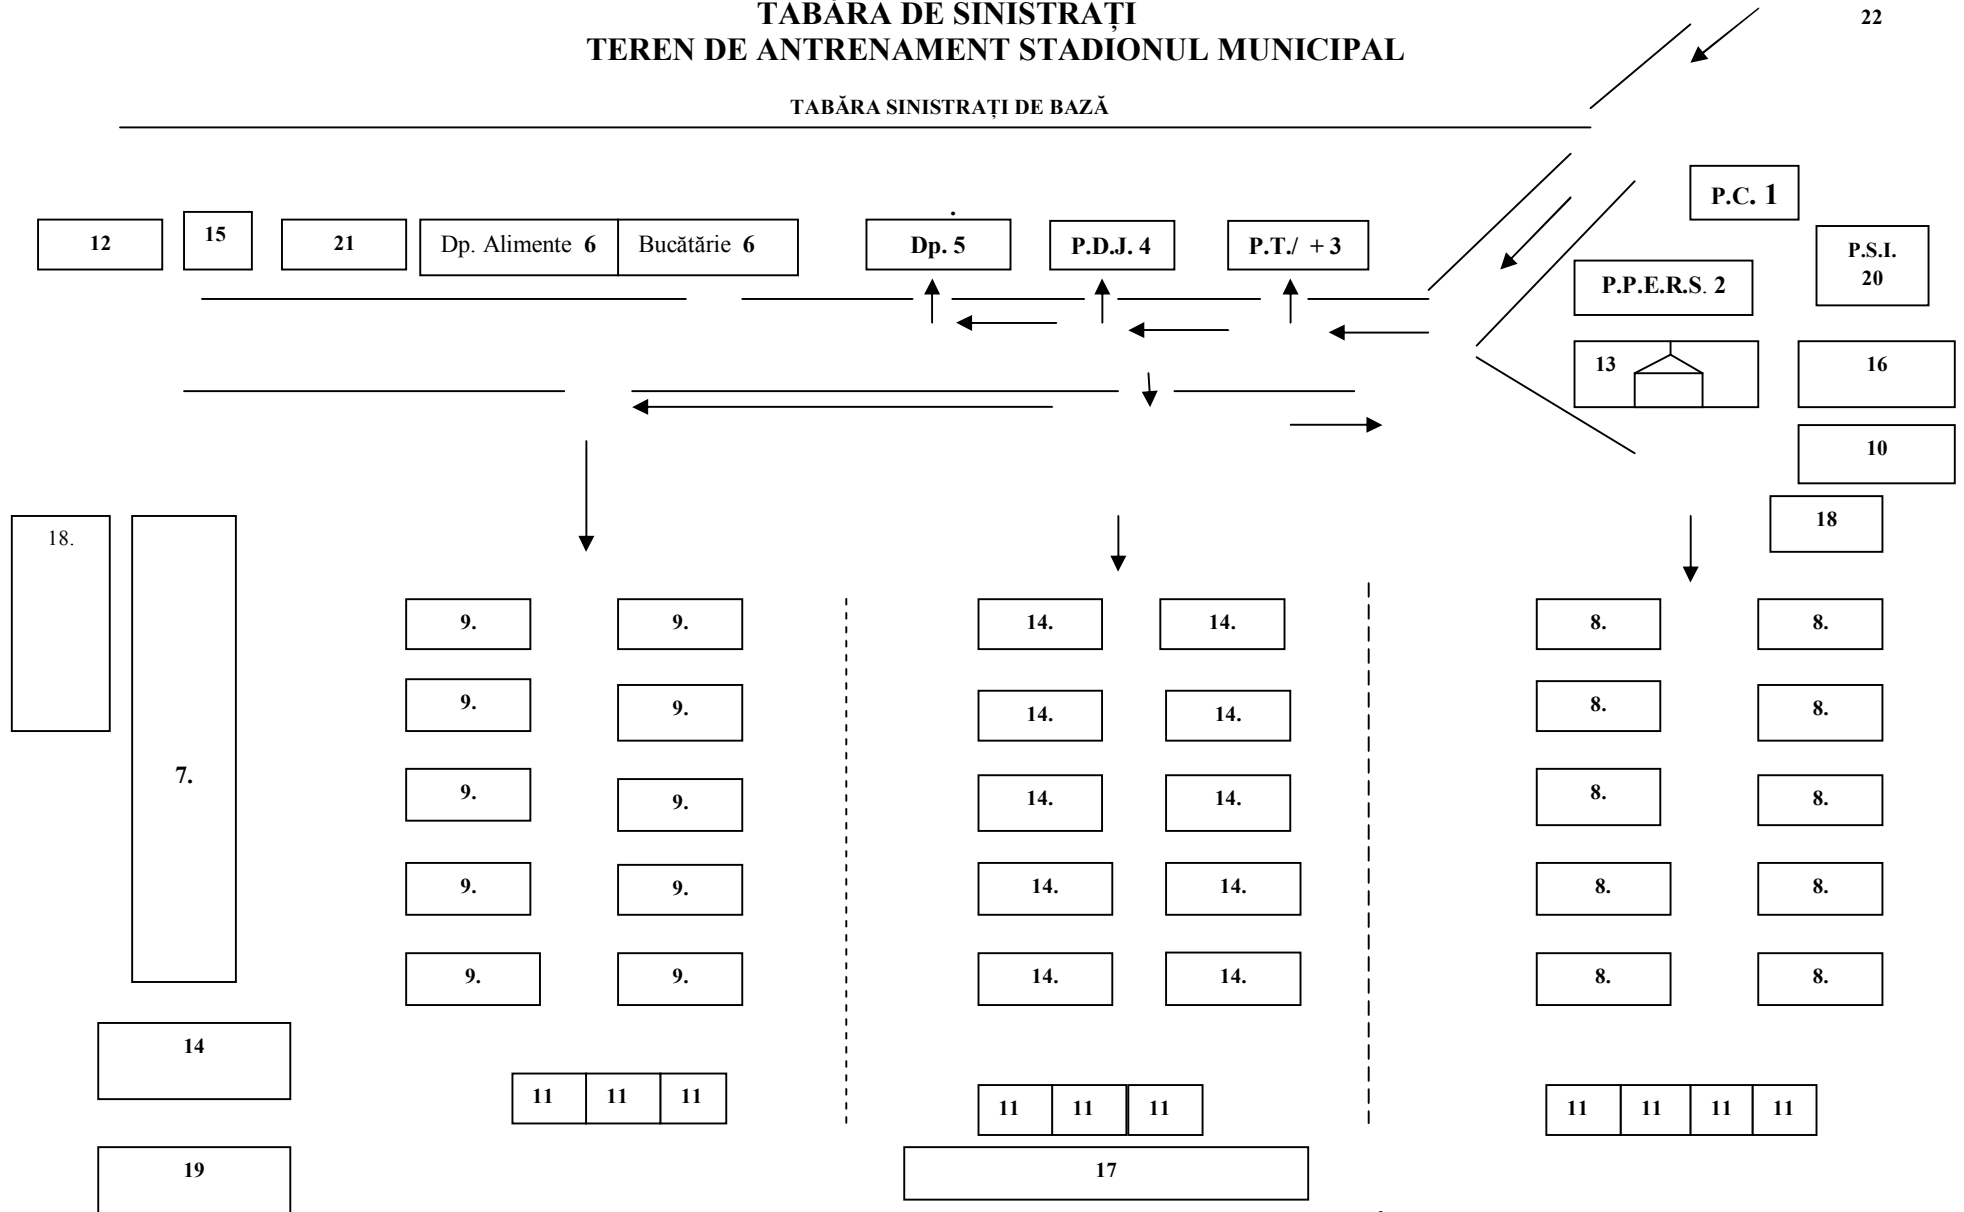 TABĂRA DE SINISTRAȚI
22
TEREN DE ANTRENAMENT STADIONUL MUNICIPAL
TABĂRA SINISTRAȚI DE BAZĂ
P.C. 1
12
15
21
Dp. Alimente 6
Bucătărie 6
Dp. 5
P.D.J. 4
P.T./ + 3
P.S.I.
20
P.P.E.R.S. 2
13
16
10
18
18.
7.
9. 9. 14. 14. 8. 8.
9. 9. 14. 14. 8. 8.
9. 9. 14. 14. 8. 8.
9. 9. 14. 14. 8. 8.
9. 9. 14. 14. 8. 8.
14
11 11 11
11 11 11
11 11 11 11
19
17